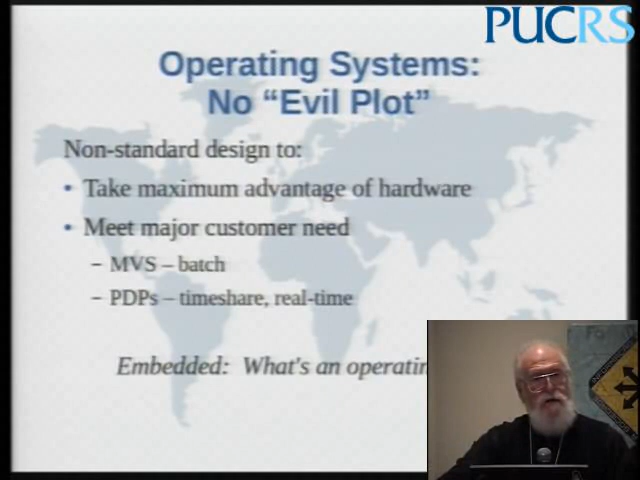 PUCRS
Operating Systems:
No “Evil Plot”
Non-standard design to:
• Take maximum advantage of hardware
• Meet major customer need
– MVS – batch
– PDPs – timeshare, real-time
Embedded: What's an operatin